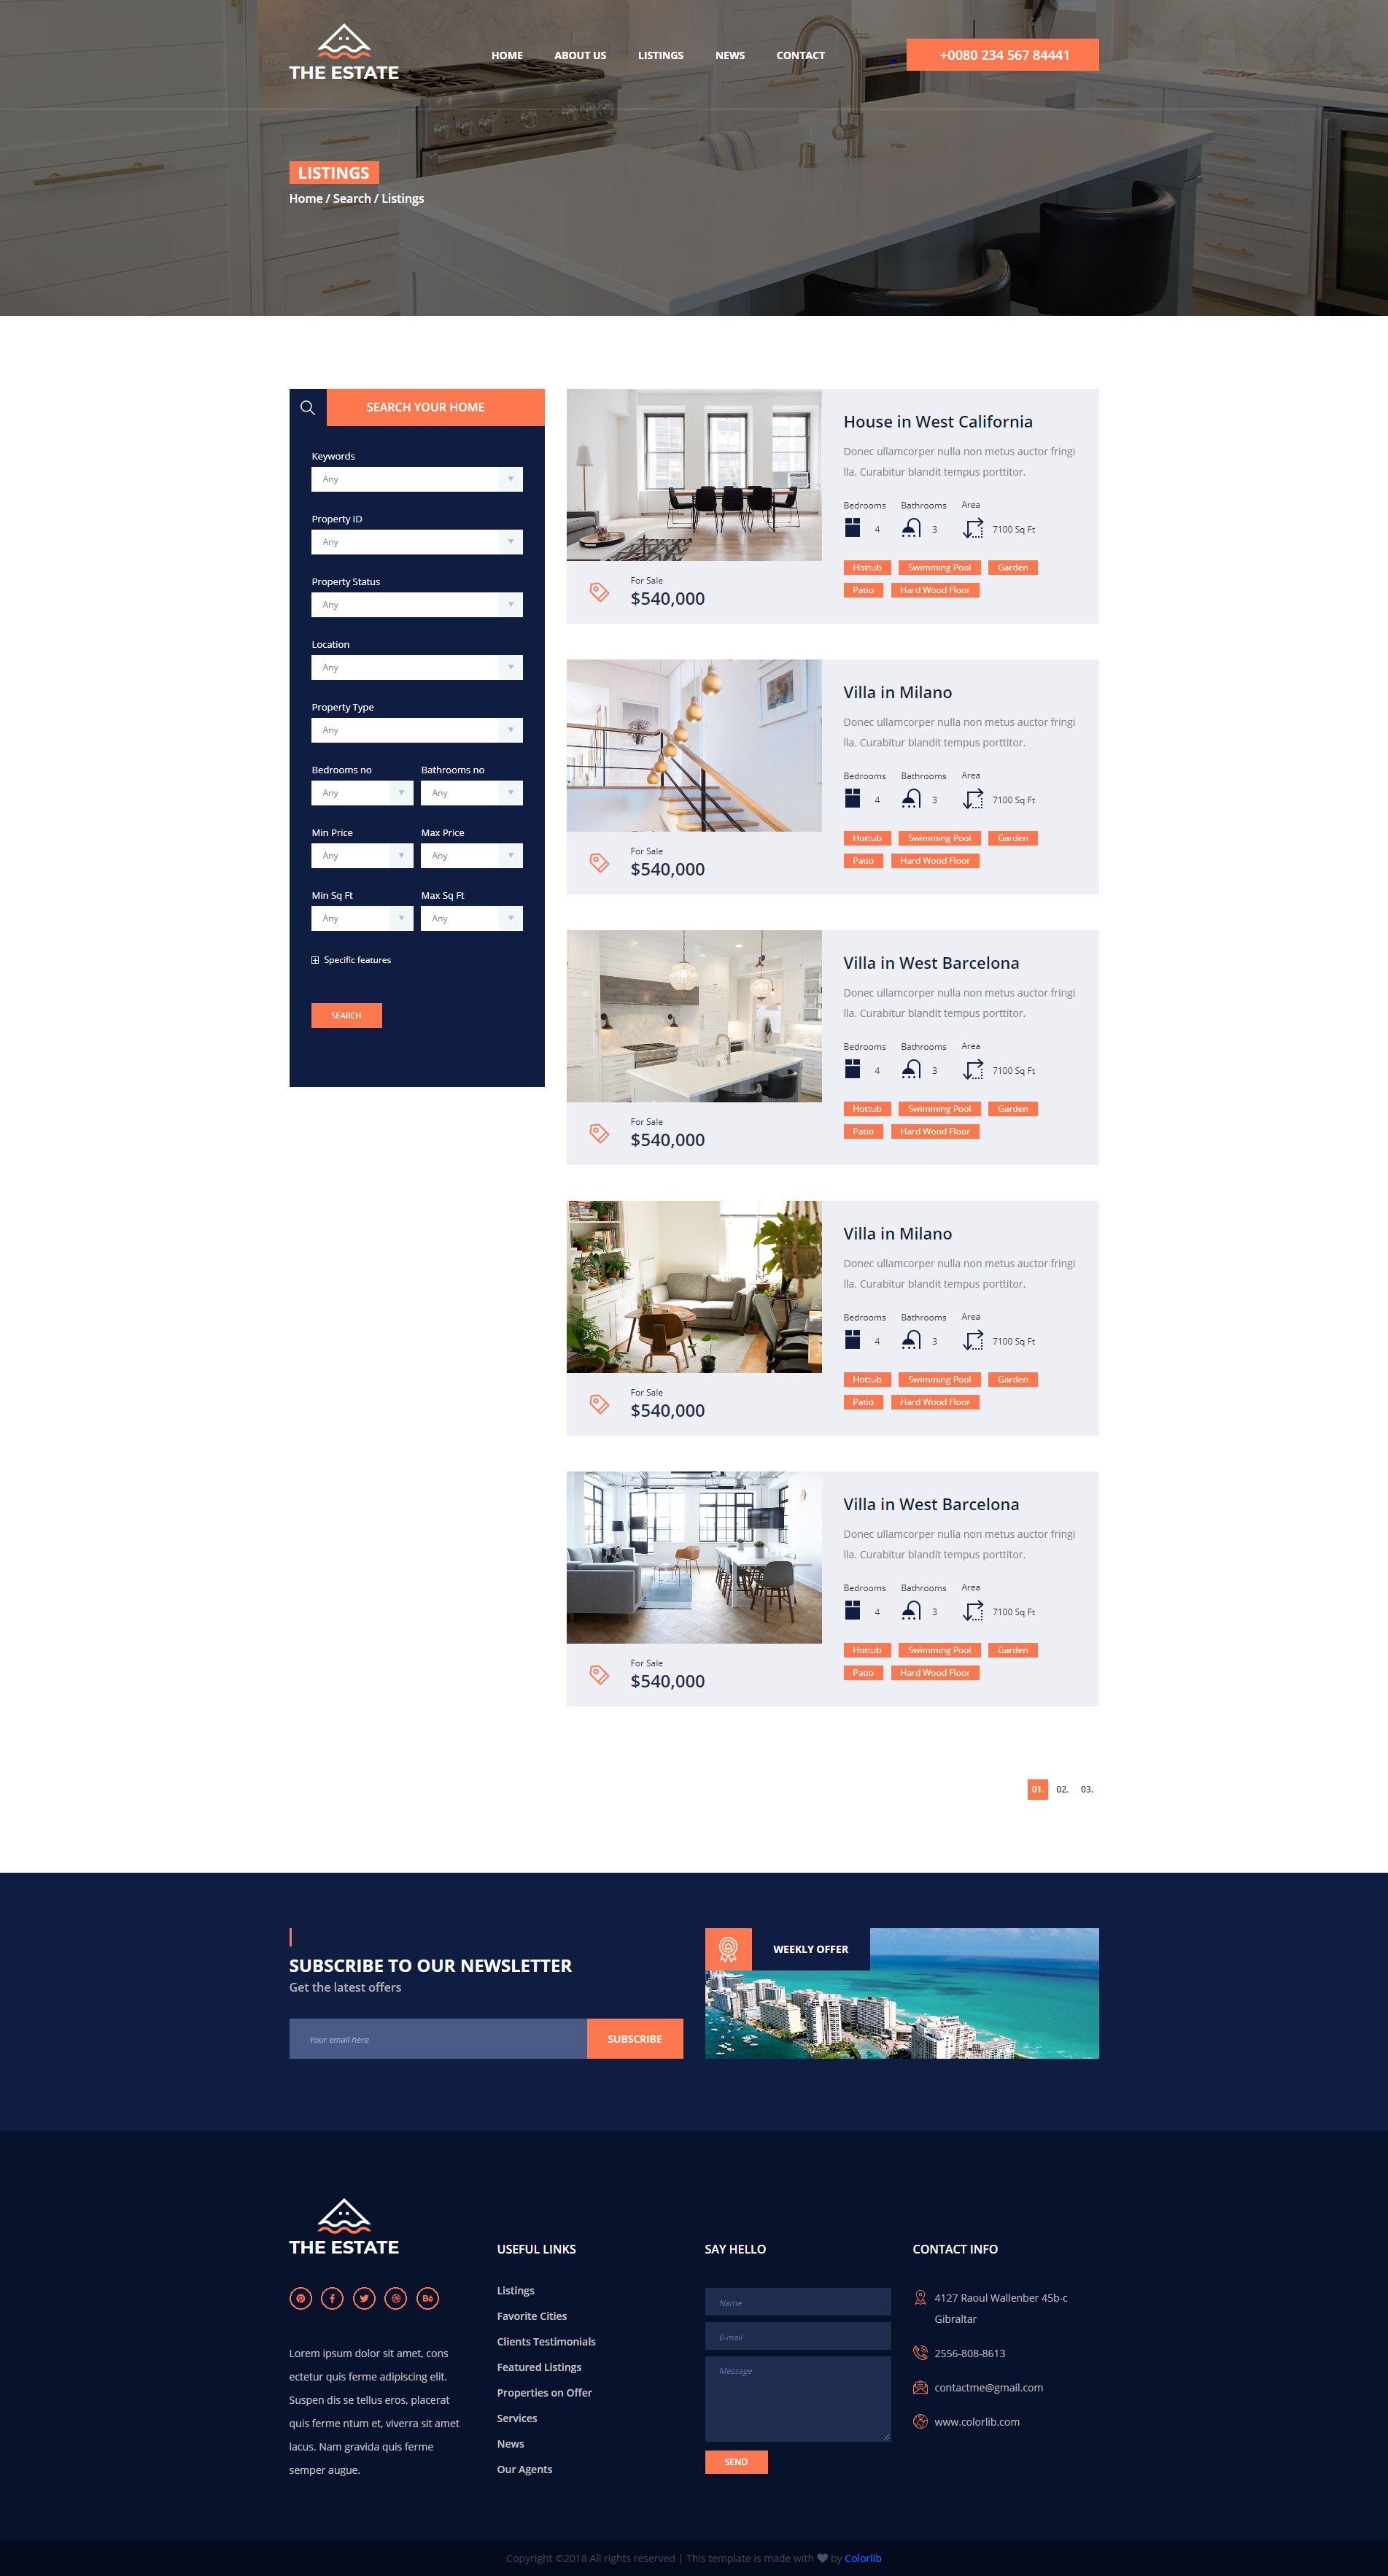 THE ESTATE
HOME ABOUT US LISTINGS NEWS CONTACT
+0080 234 567 84441
LISTINGS
Home / Search / Listings
SEARCH YOUR HOME
Keywords
Any
Property ID
Any
Property Status
Any
Location
Any
Property Type
Any
Bedrooms no Bathrooms no
Any Any
Min Price Max Price
Any Any
Min Sq Ft Max Sq Ft
Any Any
Specific features
SEARCH
House in West California
Donec ullamcorper nulla non metus auctor fringi
lla. Curabitur blandit tempus porttitor.
Bedrooms Bathrooms Area
4 3 7100 Sq Ft
Hottub Swimming Pool Garden
Patio Hard Wood Floor
For Sale
$540,000
Villa in Milano
Donec ullamcorper nulla non metus auctor fringi
lla. Curabitur blandit tempus porttitor.
Bedrooms Bathrooms Area
4 3 7100 Sq Ft
Hottub Swimming Pool Garden
Patio Hard Wood Floor
For Sale
$540,000
Villa in West Barcelona
Donec ullamcorper nulla non metus auctor fringi
lla. Curabitur blandit tempus porttitor.
Bedrooms Bathrooms Area
4 3 7100 Sq Ft
Hottub Swimming Pool Garden
Patio Hard Wood Floor
For Sale
$540,000
Villa in Milano
Donec ullamcorper nulla non metus auctor fringi
lla. Curabitur blandit tempus porttitor.
Bedrooms Bathrooms Area
4 3 7100 Sq Ft
Hottub Swimming Pool Garden
Patio Hard Wood Floor
For Sale
$540,000
Villa in West Barcelona
Donec ullamcorper nulla non metus auctor fringi
lla. Curabitur blandit tempus porttitor.
Bedrooms Bathrooms Area
4 3 7100 Sq Ft
Hottub Swimming Pool Garden
Patio Hard Wood Floor
For Sale
$540,000
01. 02. 03.
SUBSCRIBE TO OUR NEWSLETTER
Get the latest offers
Your email here
SUBSCRIBE
WEEKLY OFFER
THE ESTATE
Bē
Lorem ipsum dolor sit amet, cons
ectetur quis ferme adipiscing elit.
Suspen dis se tellus eros, placerat
quis ferme ntum et, viverra sit amet
lacus. Nam gravida quis ferme
semper augue.
USEFUL LINKS
Listings
Favorite Cities
Clients Testimonials
Featured Listings
Properties on Offer
Services
News
Our Agents
SAY HELLO
Name
E-mail
Message
SEND
CONTACT INFO
4127 Raoul Wallenber 45b-c
Gibraltar
2556-808-8613
contactme@gmail.com
www.colorlib.com
Copyright ©2018 All rights reserved | This template is made with ♥ by Colorlib